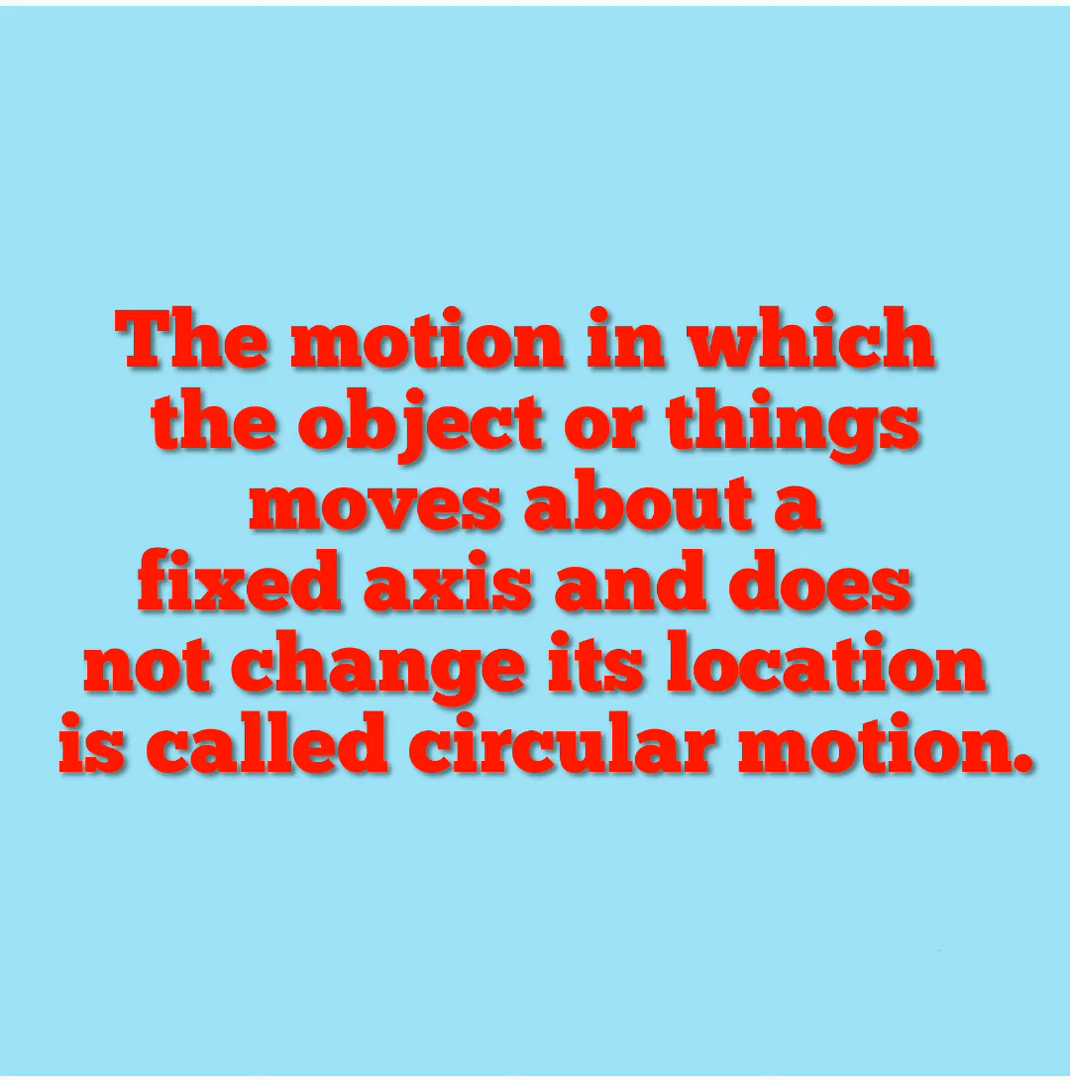 The motion in which
the object or things
moves about a
fixed axis and does
not change its location
is called circular motion.